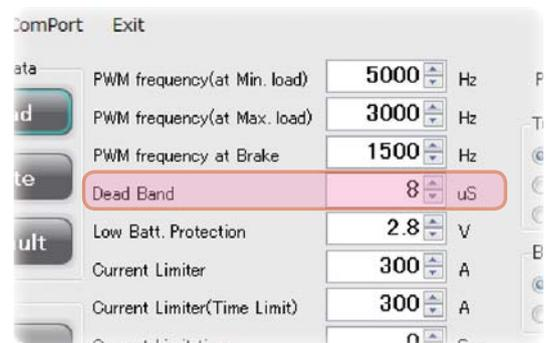 ComPort Exit
ata
PWM frequency(at Min. load) 5000 Hz
PWM frequency(at Max. load) 3000 Hz
PWM frequency at Brake 1500 Hz
Dead Band 8 uS
ult Low Batt. Protection 2.8 V
Current Limiter 300 A
Current Limiter(Time Limit) 300 A